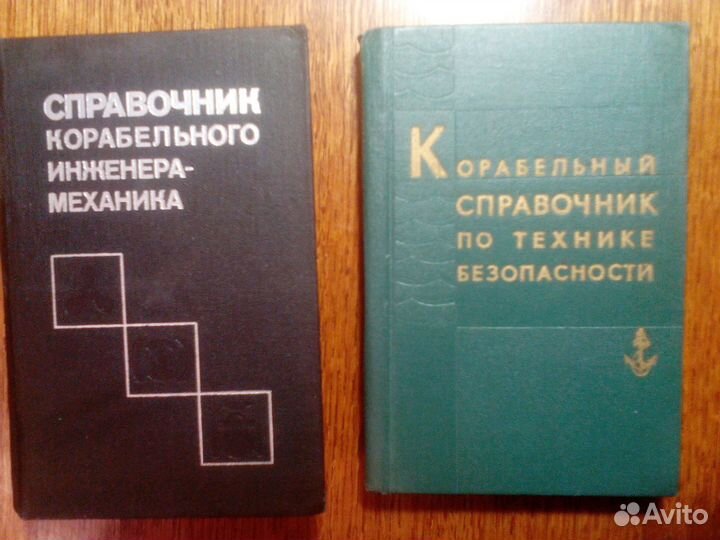 СПРАВОЧНИК
КОРАБЕЛЬНОГО
ИНЖЕНЕРА-
МЕХАНИКА
КОРАБЕЛЬНЫЙ
СПРАВОЧНИК
ПО ТЕХНИКЕ
БЕЗОПАСНОСТИ
Avito